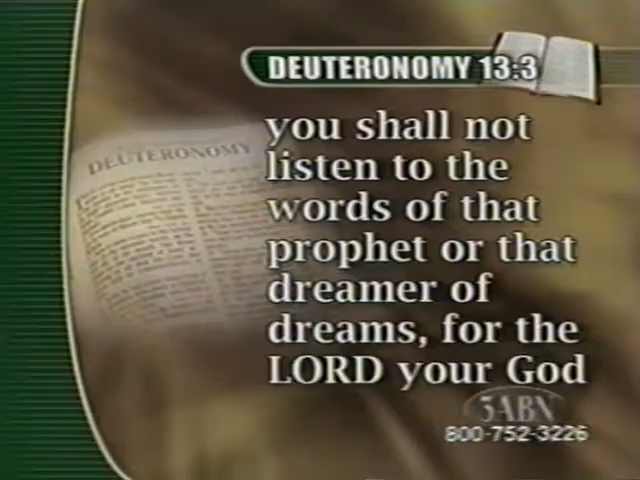 DEUTERONOMY 13:3
DEUTERONOMY
you shall not
listen to the
words of that
prophet or that
dreamer of
dreams, for the
LORD your God
3ABN
800-752-3226